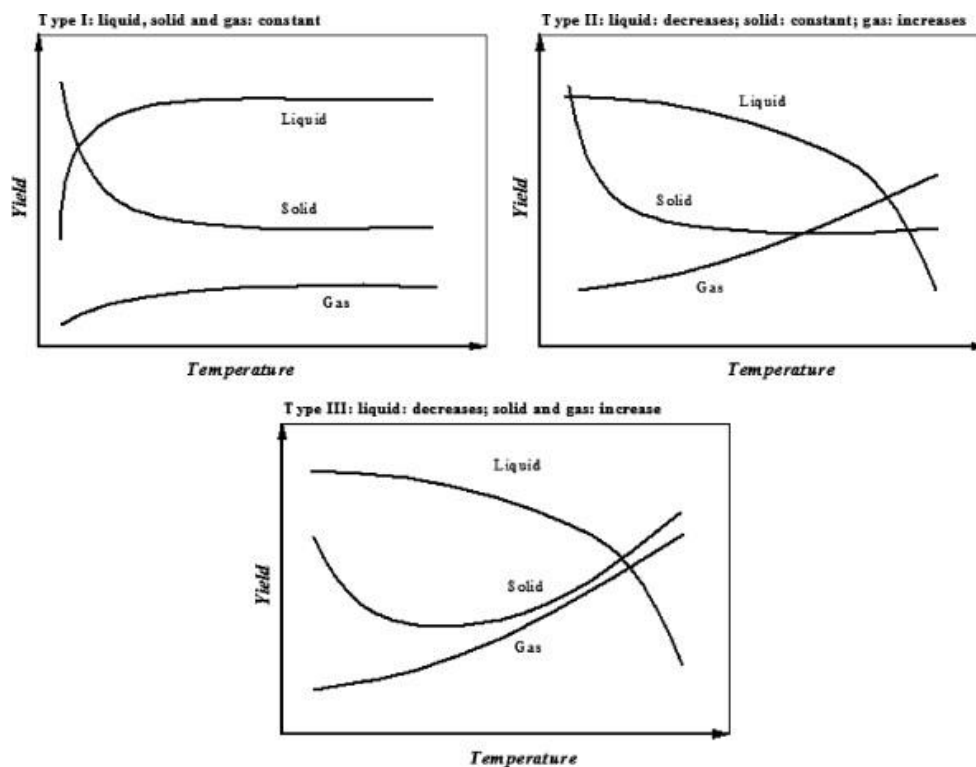 Type I: liquid, solid and gas: constant
Liquid
Solid
Gas
Yield
Temperature
Type II: liquid: decreases; solid: constant; gas: increases
Liquid
Solid
Gas
Yield
Temperature
Type III: liquid: decreases; solid and gas: increase
Liquid
Solid
Gas
Yield
Temperature